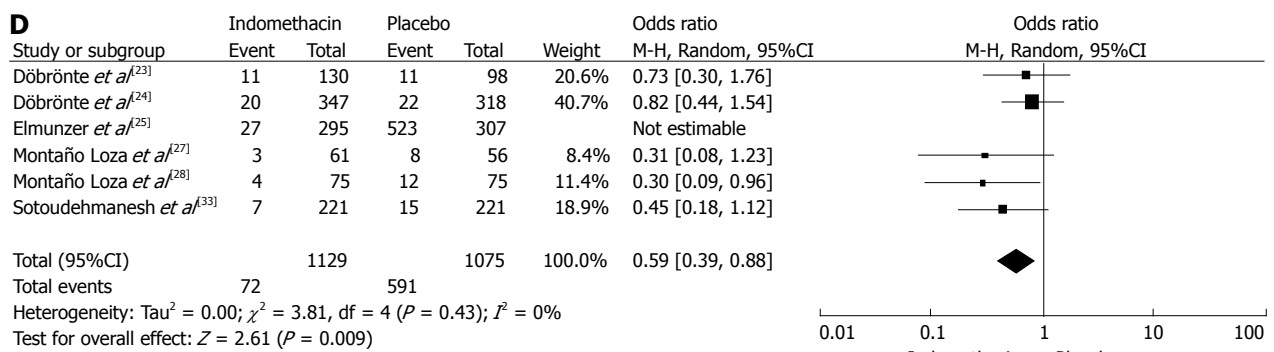 D Indomethacin Placebo Odds ratio Odds ratio
Study or subgroup Event Total Event Total Weight M-H, Random, 95%CI M-H, Random, 95%CI
Döbrönte et al[23] 11 130 11 98 20.6% 0.73 [0.30, 1.76]
Döbrönte et al[24] 20 347 22 318 40.7% 0.82 [0.44, 1.54]
Elmunzer et al[25] 27 295 523 307 Not estimable
Montaño Loza et al[27] 3 61 8 56 8.4% 0.31 [0.08, 1.23]
Montaño Loza et al[28] 4 75 12 75 11.4% 0.30 [0.09, 0.96]
Sotoudehmanesh et al[33] 7 221 15 221 18.9% 0.45 [0.18, 1.12]
Total (95%CI) 1129 1075 100.0% 0.59 [0.39, 0.88]
Total events 72 591
Heterogeneity: Tau² = 0.00; χ² = 3.81, df = 4 (P = 0.43); I² = 0%
Test for overall effect: Z = 2.61 (P = 0.009)
0.01 0.1 1 10 100